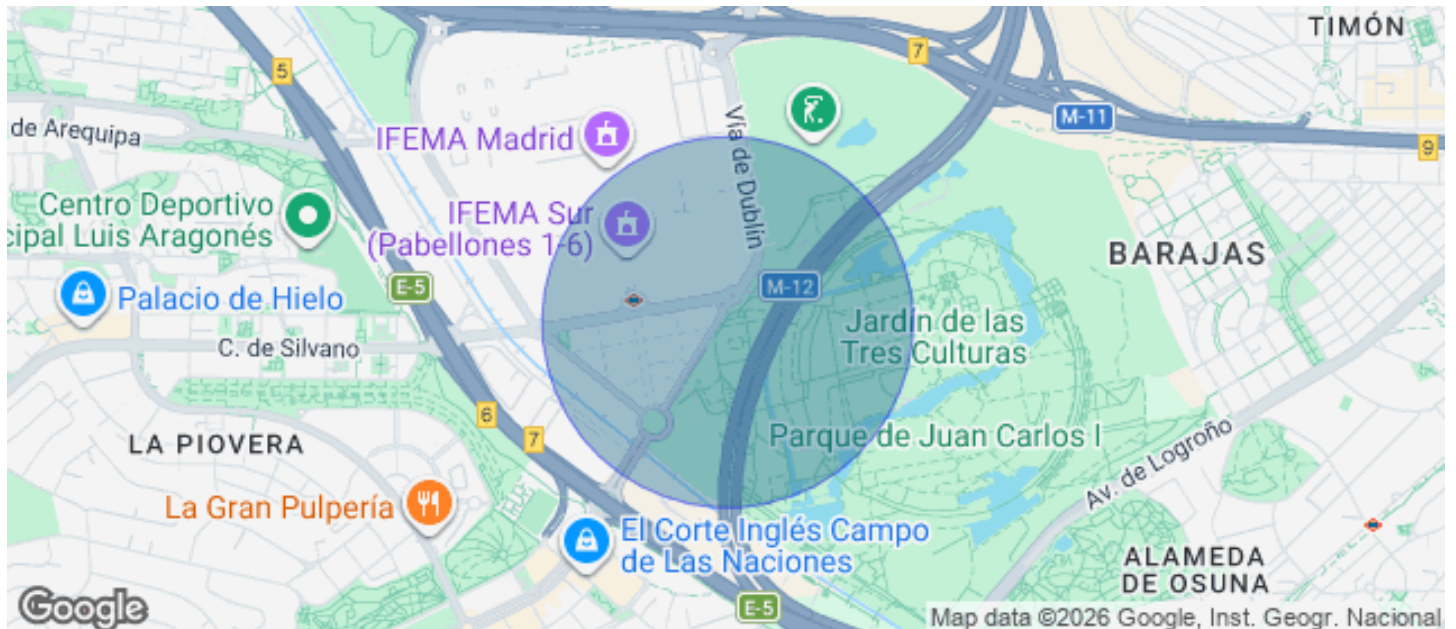 TIMÓN
5
7
M-11
9
de Arequipa
IFEMA Madrid
Vía de Dublín
Centro Deportivo
cipal Luis Aragonés
IFEMA Sur
(Pabellones 1-6)
BARAJAS
E-5
M-12
Palacio de Hielo
Jardín de las
Tres Culturas
C. de Silvano
6
7
LA PIOVERA
Parque de Juan Carlos I
Av. de Logroño
La Gran Pulpería
El Corte Inglés Campo
de Las Naciones
ALAMEDA
DE OSUNA
E-5
Google
Map data ©2026 Google, Inst. Geogr. Nacional